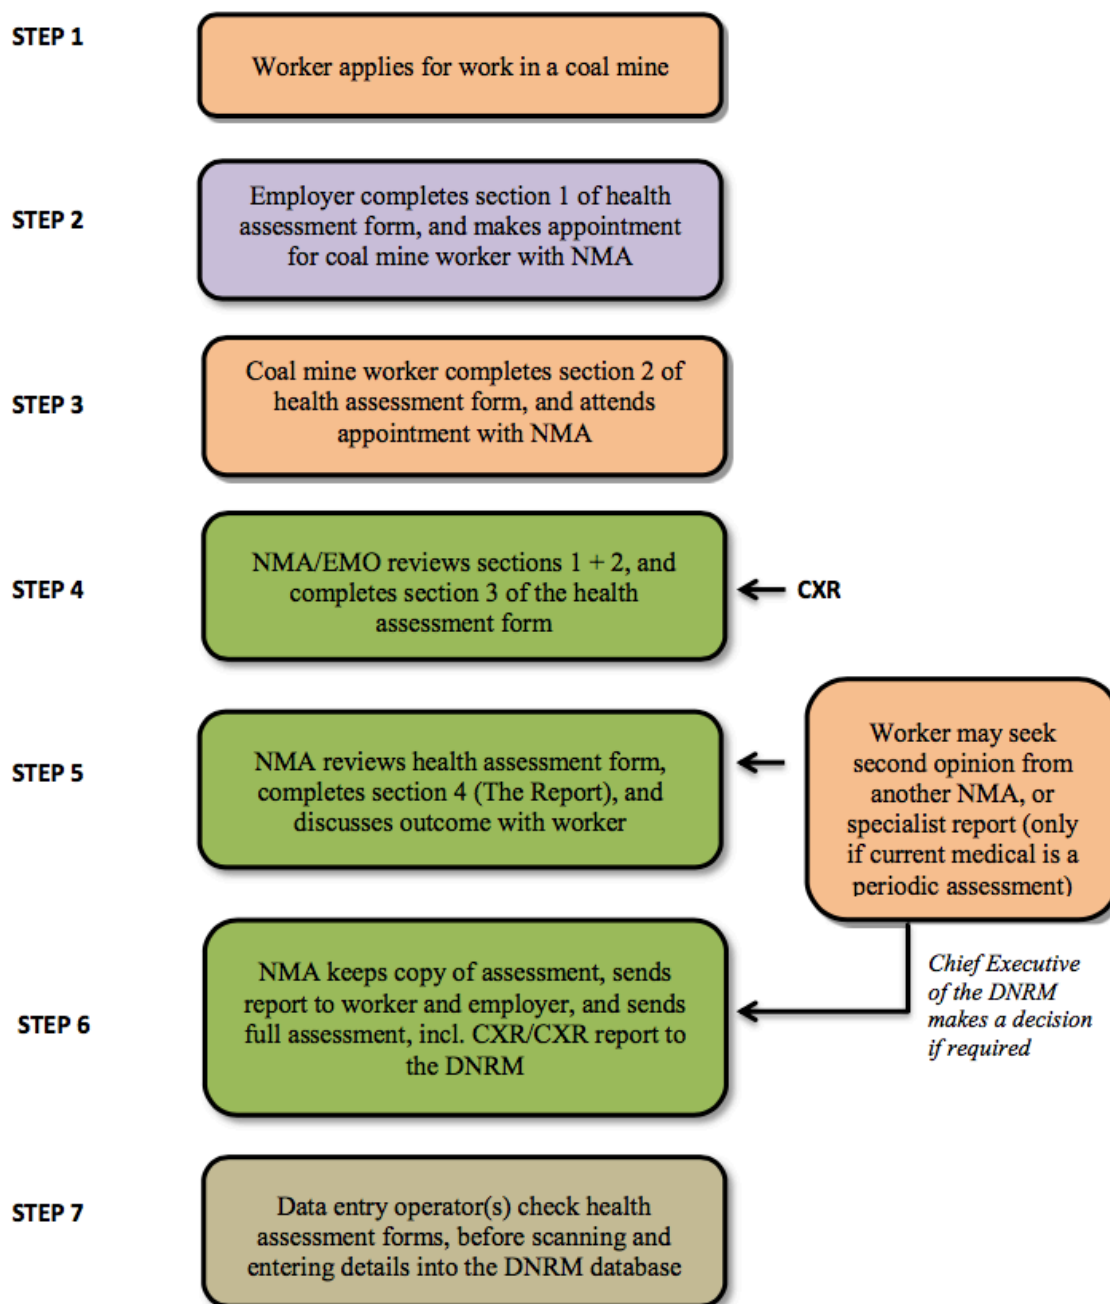 STEP 1
Worker applies for work in a coal mine
STEP 2
Employer completes section 1 of health
assessment form, and makes appointment
for coal mine worker with NMA
STEP 3
Coal mine worker completes section 2 of
health assessment form, and attends
appointment with NMA
STEP 4
NMA/EMO reviews sections 1 + 2, and
completes section 3 of the health
assessment form
CXR
STEP 5
NMA reviews health assessment form,
completes section 4 (The Report), and
discusses outcome with worker
Worker may seek
second opinion from
another NMA, or
specialist report (only
if current medical is a
periodic assessment)
STEP 6
NMA keeps copy of assessment, sends
report to worker and employer, and sends
full assessment, incl. CXR/CXR report to
the DNRM
Chief Executive
of the DNRM
makes a decision
if required
STEP 7
Data entry operator(s) check health
assessment forms, before scanning and
entering details into the DNRM database